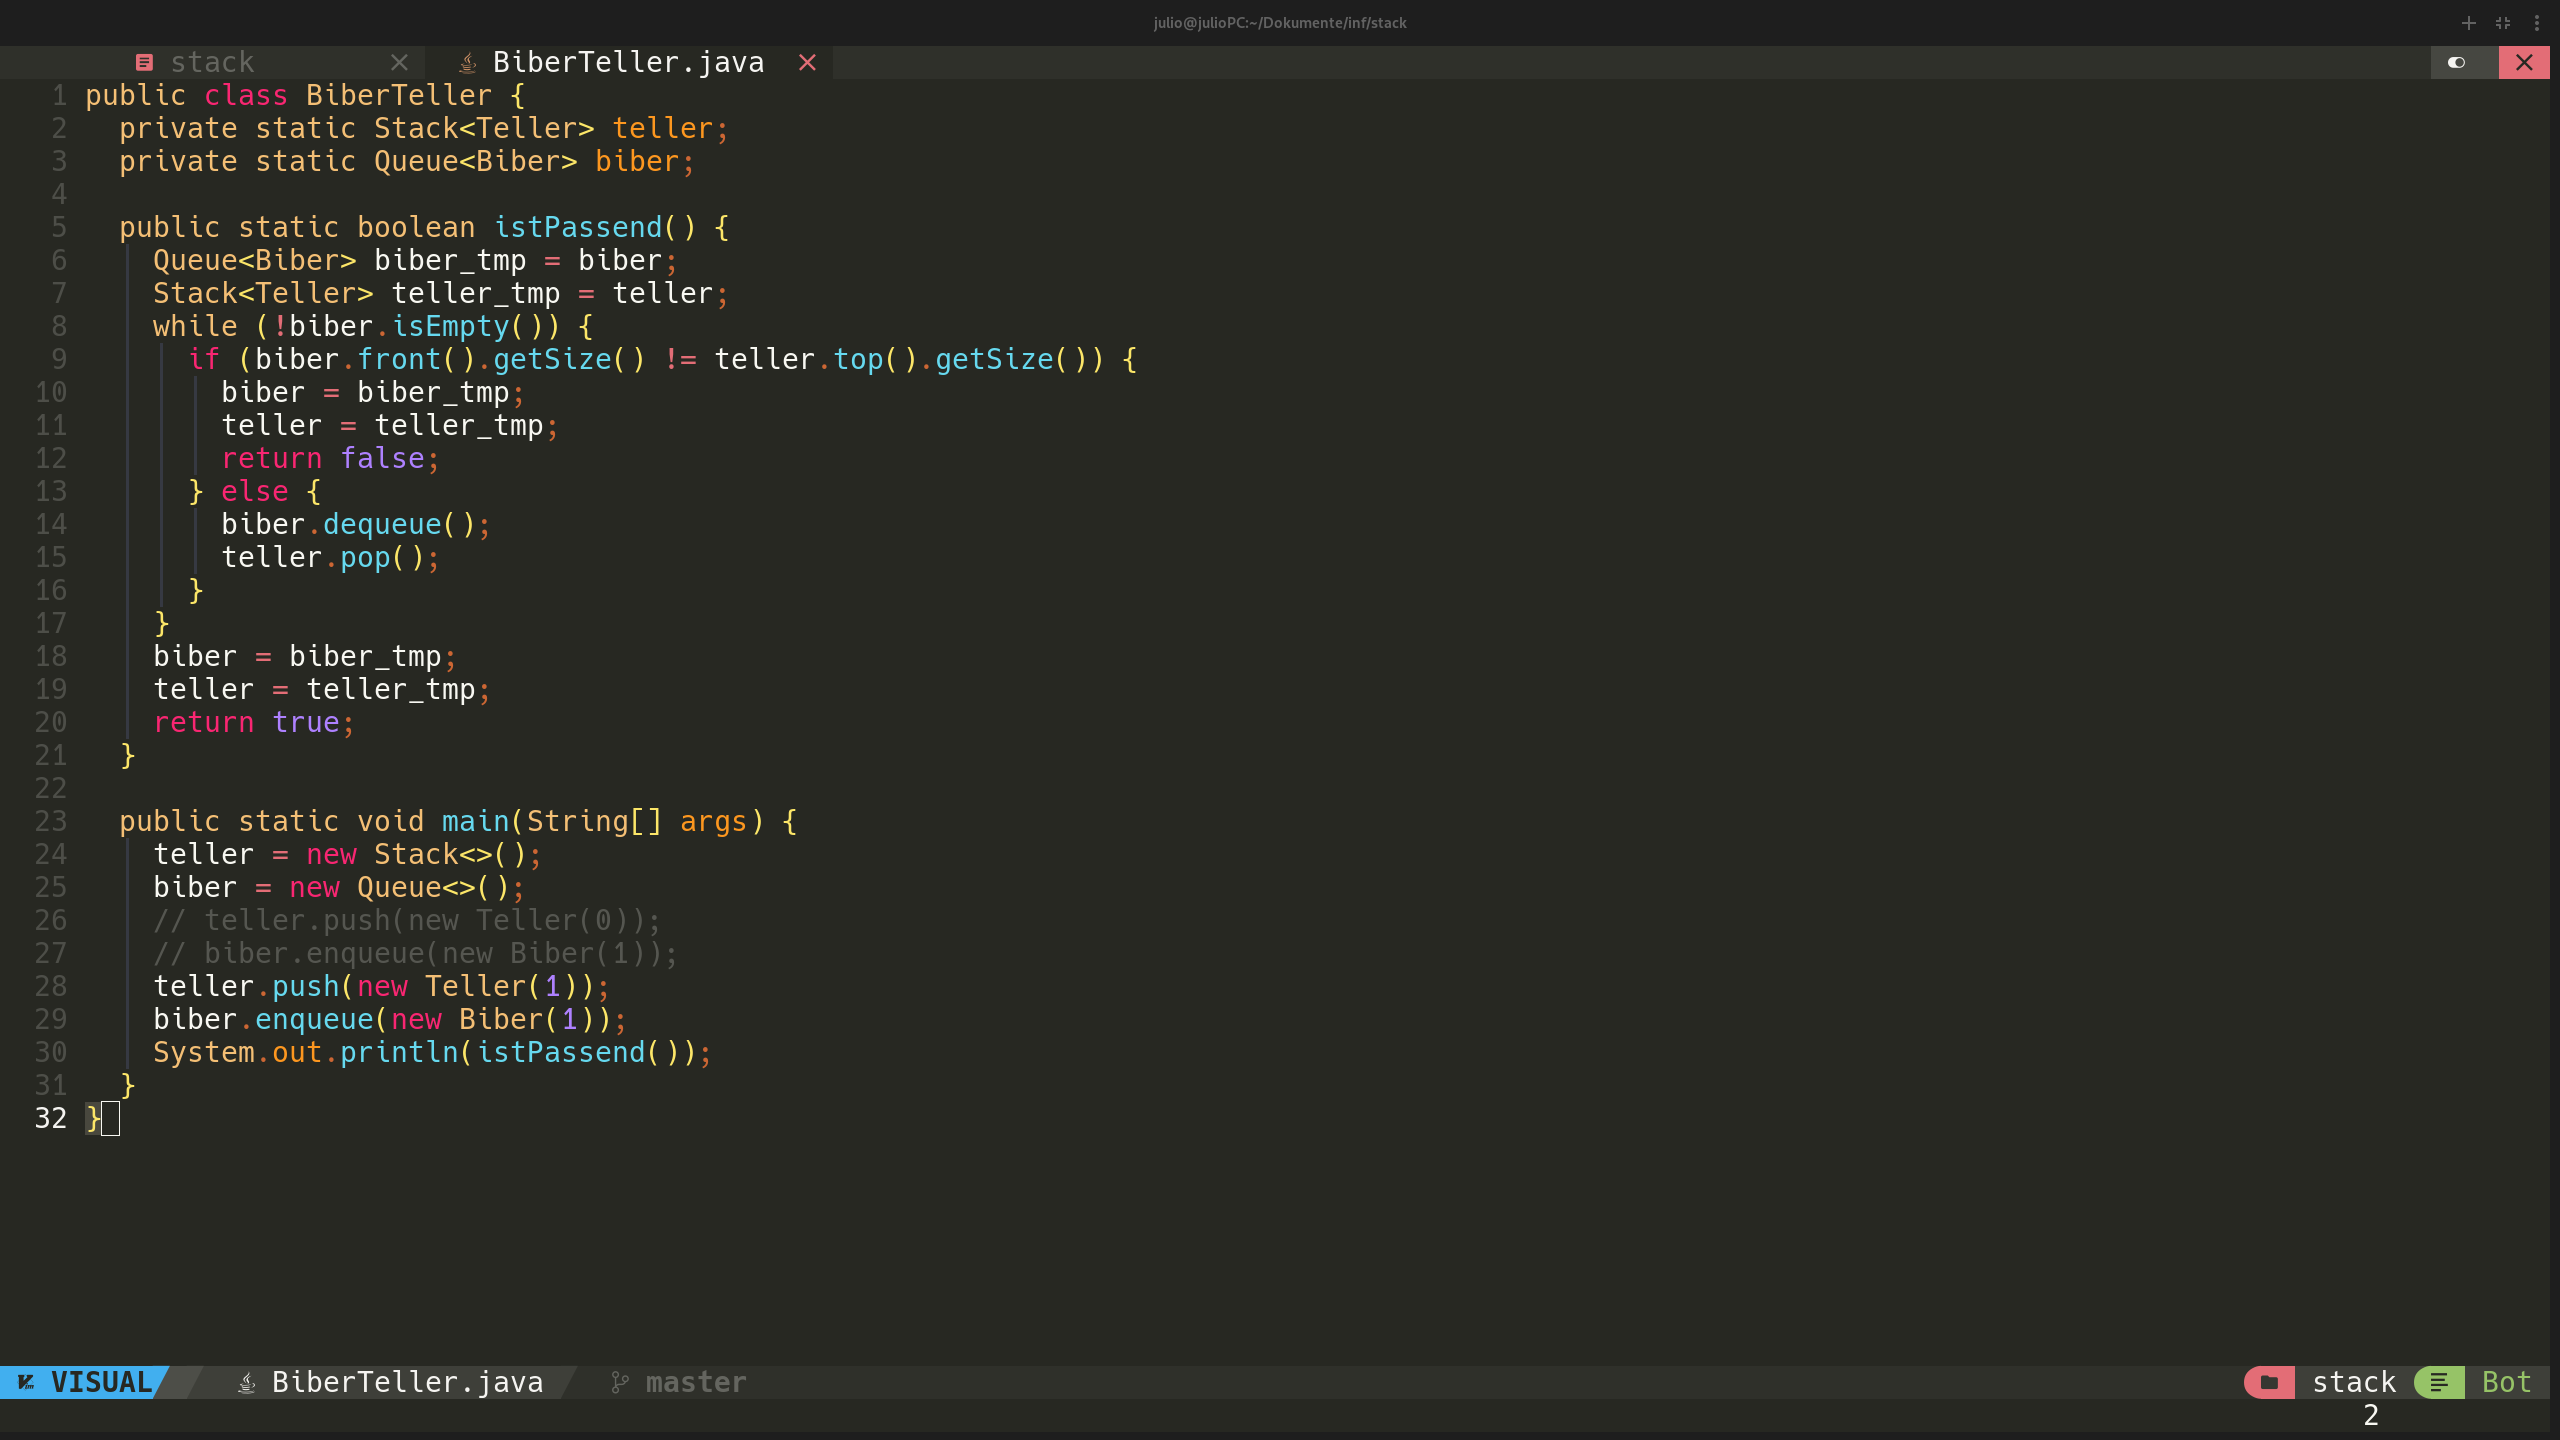 julio@julioPC:~/Dokumente/inf/stack
stack BiberTeller.java
1 public class BiberTeller {
2   private static Stack<Teller> teller;
3   private static Queue<Biber> biber;
4
5   public static boolean istPassend() {
6     Queue<Biber> biber_tmp = biber;
7     Stack<Teller> teller_tmp = teller;
8     while (!biber.isEmpty()) {
9       if (biber.front().getSize() != teller.top().getSize()) {
10         biber = biber_tmp;
11         teller = teller_tmp;
12         return false;
13       } else {
14         biber.dequeue();
15         teller.pop();
16       }
17     }
18     biber = biber_tmp;
19     teller = teller_tmp;
20     return true;
21   }
22
23   public static void main(String[] args) {
24     teller = new Stack<>();
25     biber = new Queue<>();
26     // teller.push(new Teller(0));
27     // biber.enqueue(new Biber(1));
28     teller.push(new Teller(1));
29     biber.enqueue(new Biber(1));
30     System.out.println(istPassend());
31   }
32 }
VISUAL BiberTeller.java master stack Bot
2